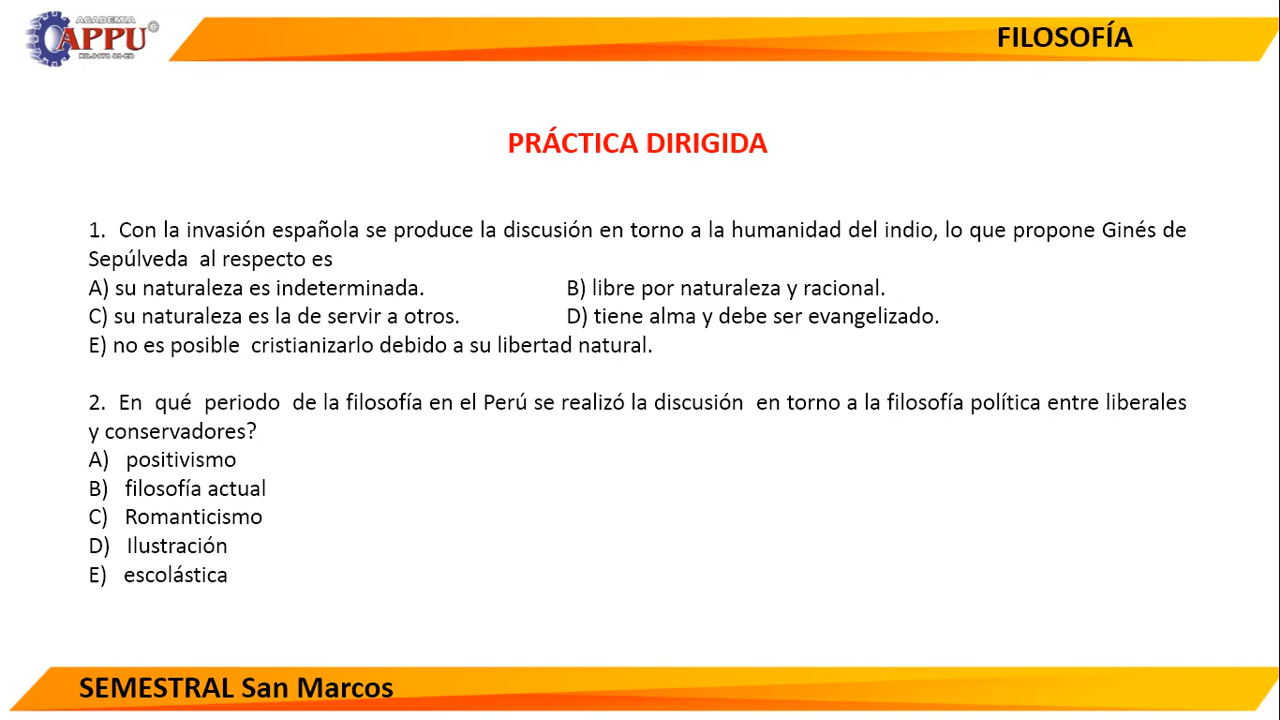 ACADEMIA
APPU
FILOSOFÍA
PRÁCTICA DIRIGIDA
1. Con la invasión española se produce la discusión en torno a la humanidad del indio, lo que propone Ginés de
Sepúlveda al respecto es
A) su naturaleza es indeterminada. B) libre por naturaleza y racional.
C) su naturaleza es la de servir a otros. D) tiene alma y debe ser evangelizado.
E) no es posible cristianizarlo debido a su libertad natural.
2. En qué periodo de la filosofía en el Perú se realizó la discusión en torno a la filosofía política entre liberales
y conservadores?
A) positivismo
B) filosofía actual
C) Romanticismo
D) Ilustración
E) escolástica
SEMESTRAL San Marcos